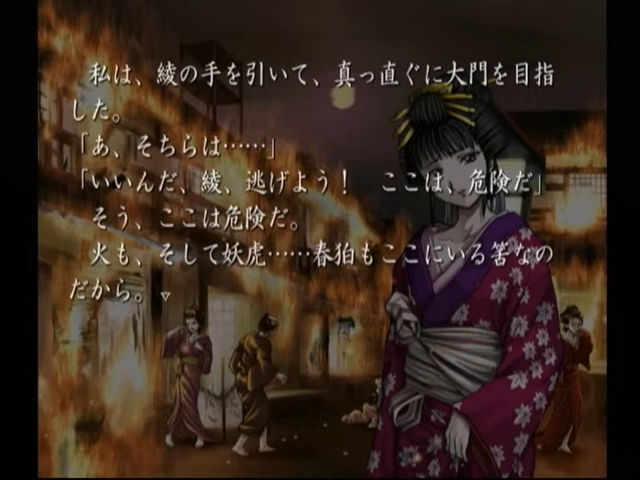 私は、綾の手を引いて、真っ直ぐに大門を目指
した。
「あ、そちらは……」
「いいんだ、綾、逃げよう！　ここは、危険だ」
そう、ここは危険だ。
火も、そして妖虎……春狛もここにいる筈なの
だから。▽